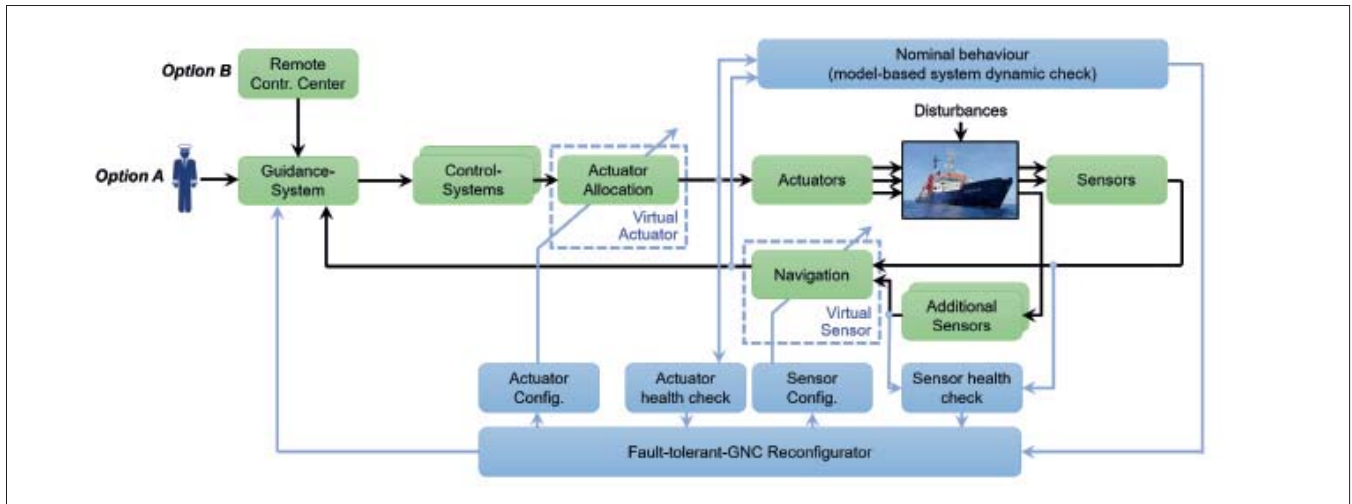 Option B
Remote
Contr. Center
Nominal behaviour
(model-based system dynamic check)
Disturbances
Option A
Guidance-
System
Control-
Systems
Actuator
Allocation
Virtual
Actuator
Actuators
Sensors
Navigation
Virtual
Sensor
Additional
Sensors
Actuator
Config.
Actuator
health check
Sensor
Config.
Sensor health
check
Fault-tolerant-GNC Reconfigurator